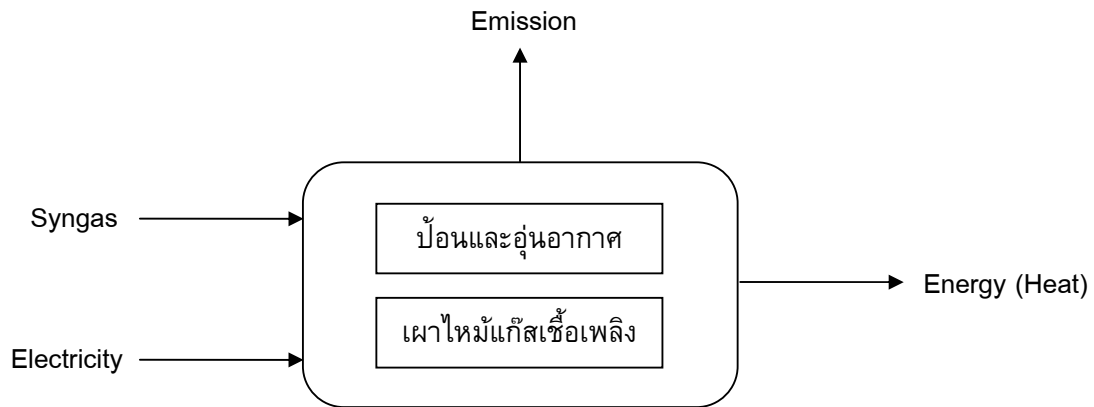 Emission
Syngas
ป้อนและอุ่นอากาศ
Energy (Heat)
เผาไหม้แก๊สเชื้อเพลิง
Electricity